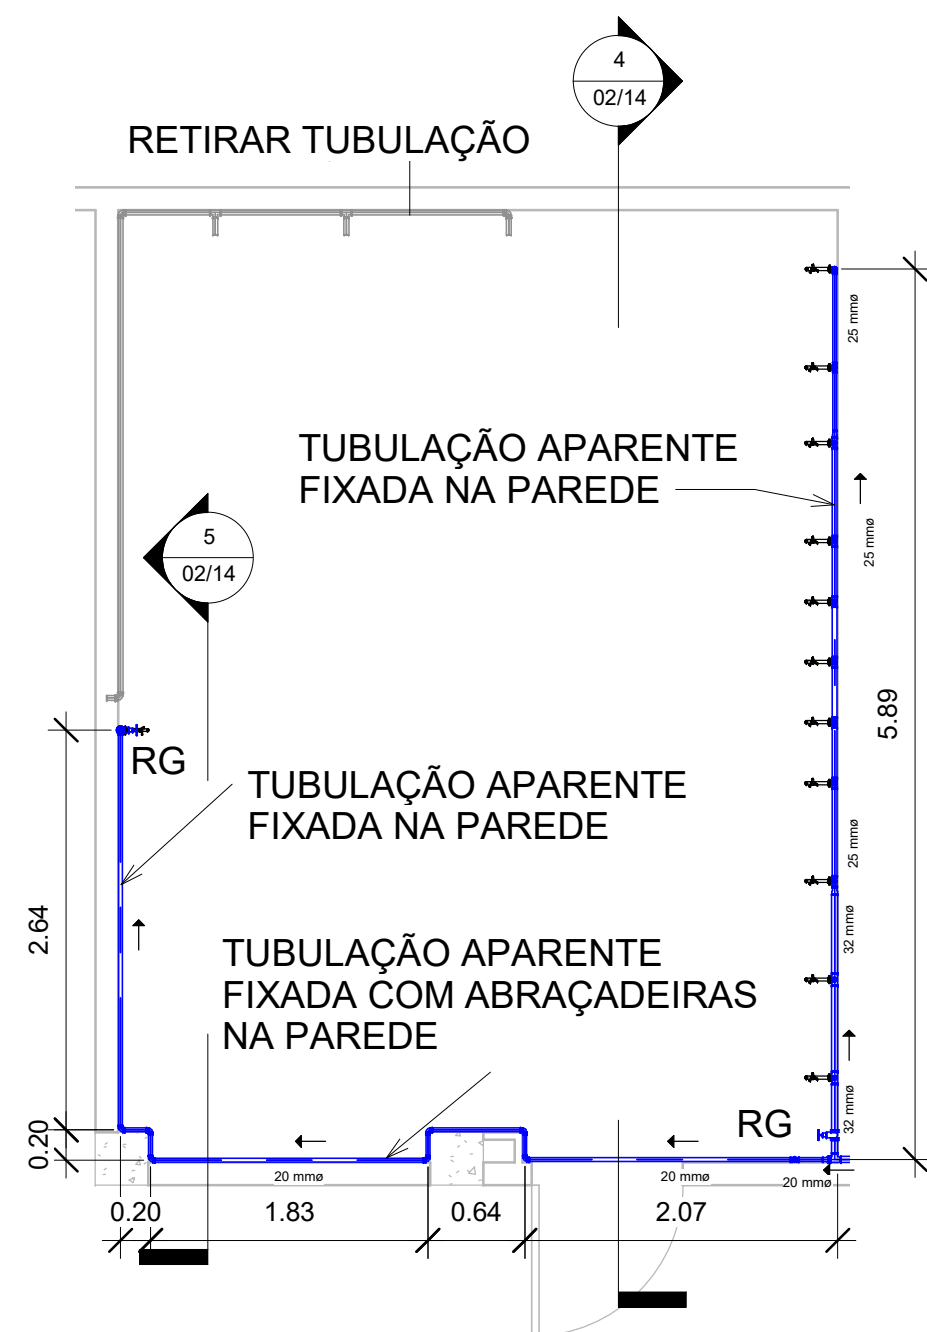 4
02/14
RETIRAR TUBULAÇÃO
25 mmø
TUBULAÇÃO APARENTE
FIXADA NA PAREDE
25 mmø
5
02/14
5.89
RG
TUBULAÇÃO APARENTE
FIXADA NA PAREDE
25 mmø
2.64
32 mmø
TUBULAÇÃO APARENTE
FIXADA COM ABRAÇADEIRAS
NA PAREDE
RG
32 mmø
0.20
20 mmø
20 mmø
20 mmø
0.20
1.83
0.64
2.07